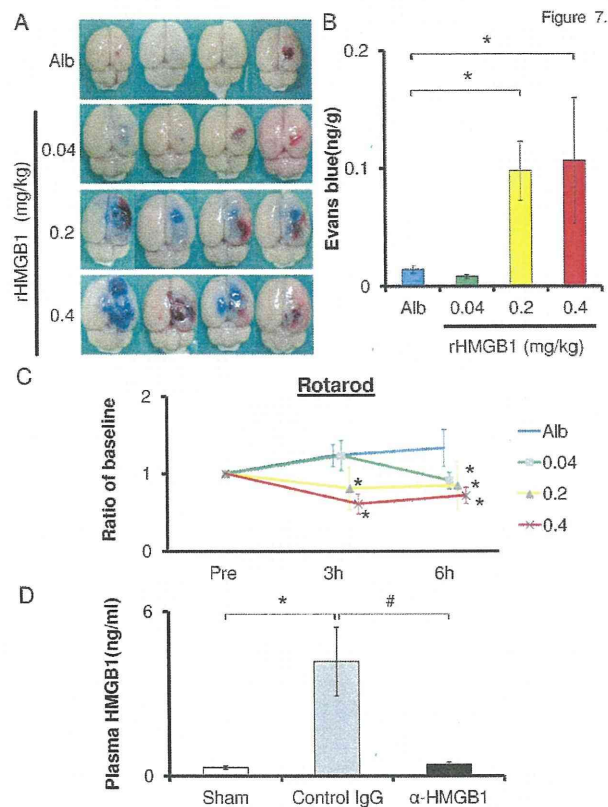 Figure 7.
A
Alb
0.04
0.2
0.4
rHMGB1 (mg/kg)
B
0.2
0.1
0
Evans blue(ng/g)
*
*
Alb 0.04 0.2 0.4
rHMGB1 (mg/kg)
C
Rotarod
2
1
0
Ratio of baseline
*
*
*
*
*
Pre 3h 6h
Alb
0.04
0.2
0.4
D
6
3
0
Plasma HMGB1(ng/ml)
* #
Sham Control IgG α-HMGB1